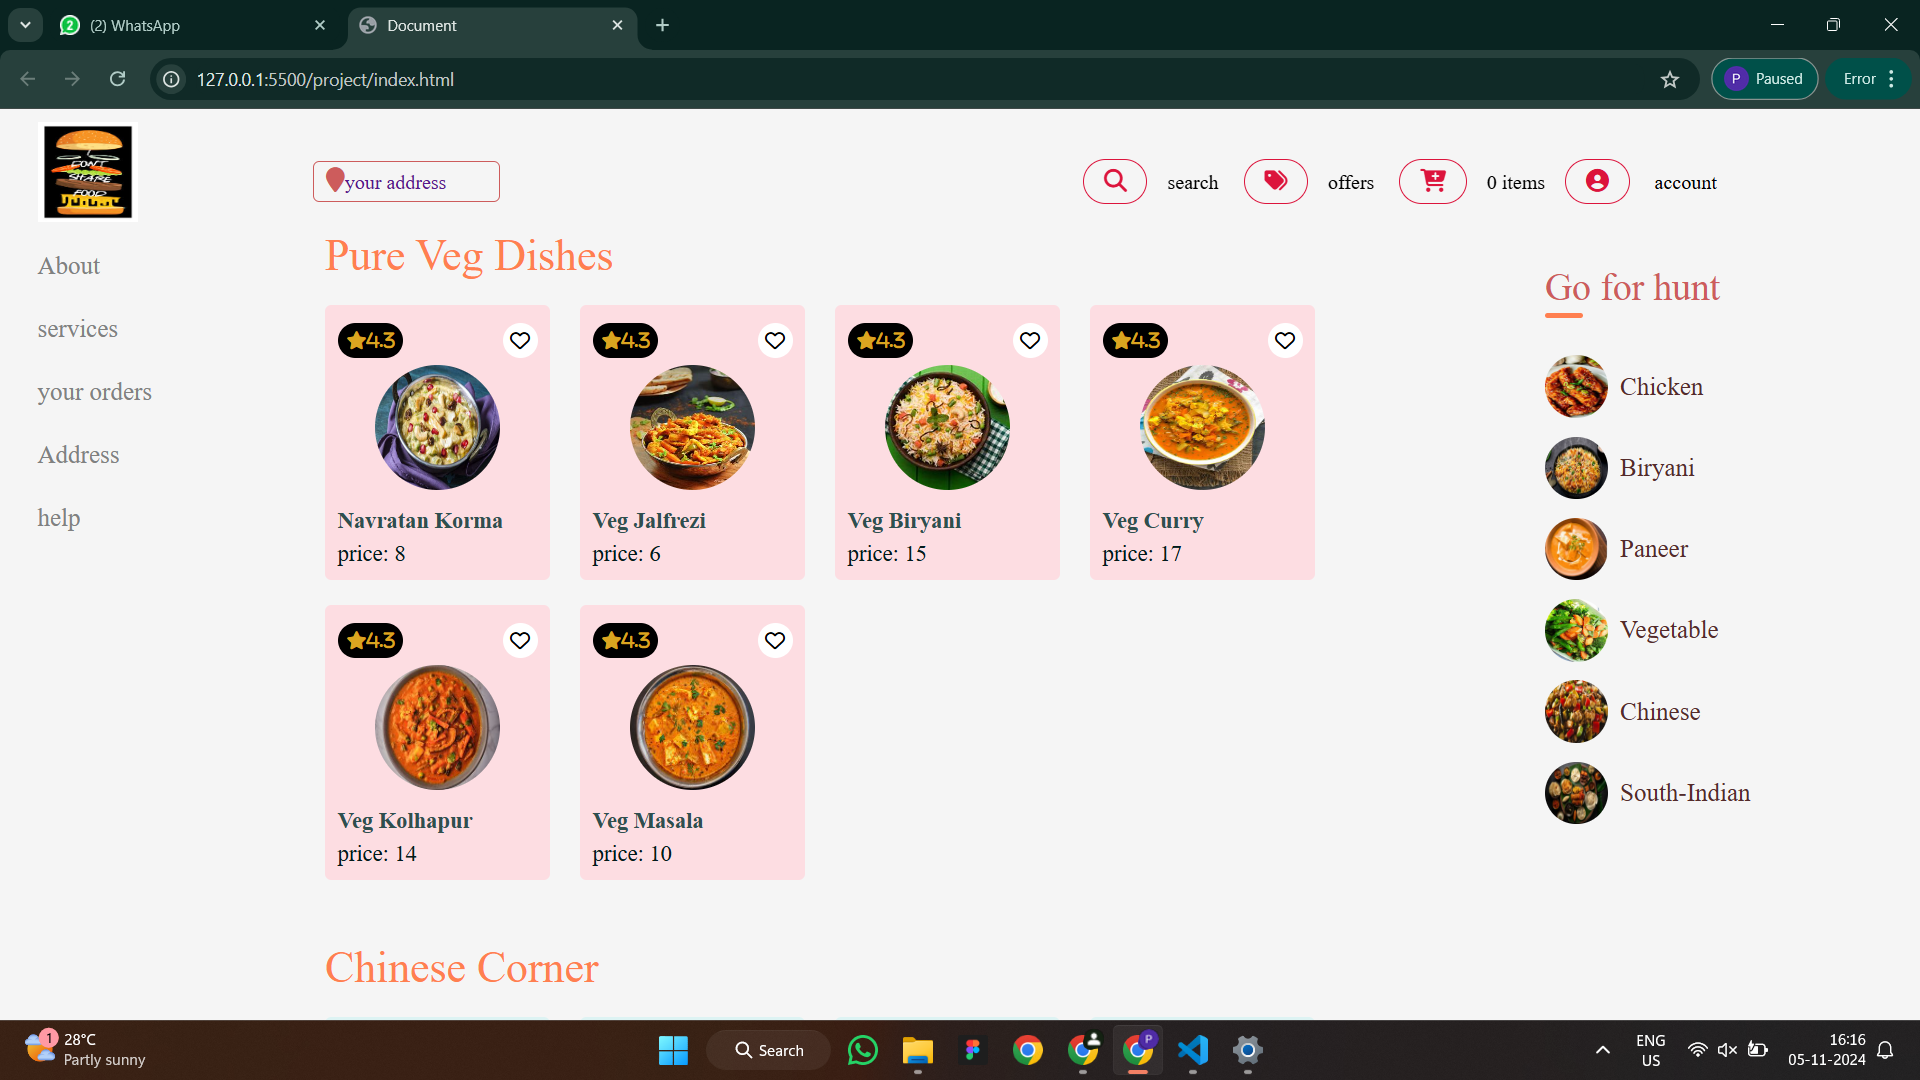 (2) WhatsApp
Document
127.0.0.1:5500/project/index.html
P Paused
Error
DON'T
SHARE
FOOD
your address
search
offers
0 items
account
About
services
your orders
Address
help
Pure Veg Dishes
4.3
Navratan Korma
price: 8
4.3
Veg Jalfrezi
price: 6
4.3
Veg Biryani
price: 15
4.3
Veg Curry
price: 17
4.3
Veg Kolhapur
price: 14
4.3
Veg Masala
price: 10
Chinese Corner
Go for hunt
Chicken
Biryani
Paneer
Vegetable
Chinese
South-Indian
1
28°C
Partly sunny
Search
P
ENG
US
16:16
05-11-2024